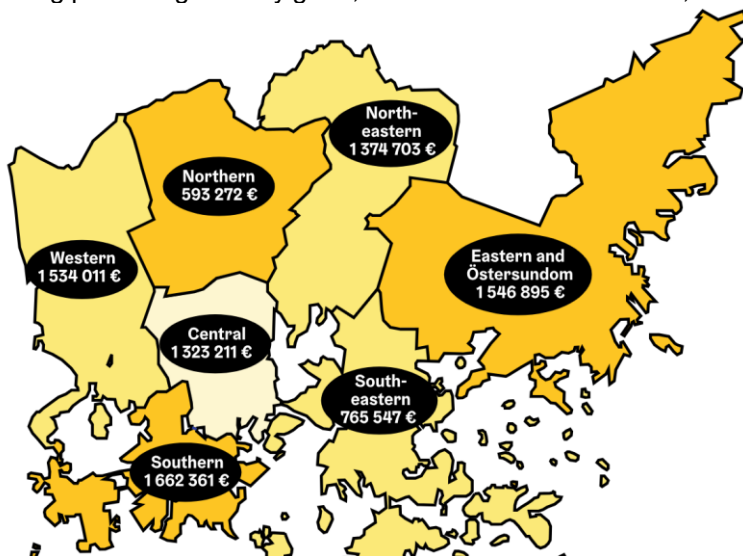 North-
eastern
1 374 703 €
Northern
593 272 €
Western
1 534 011 €
Eastern and
Östersundom
1 546 895 €
Central
1 323 211 €
South-
eastern
765 547 €
Southern
1 662 361 €